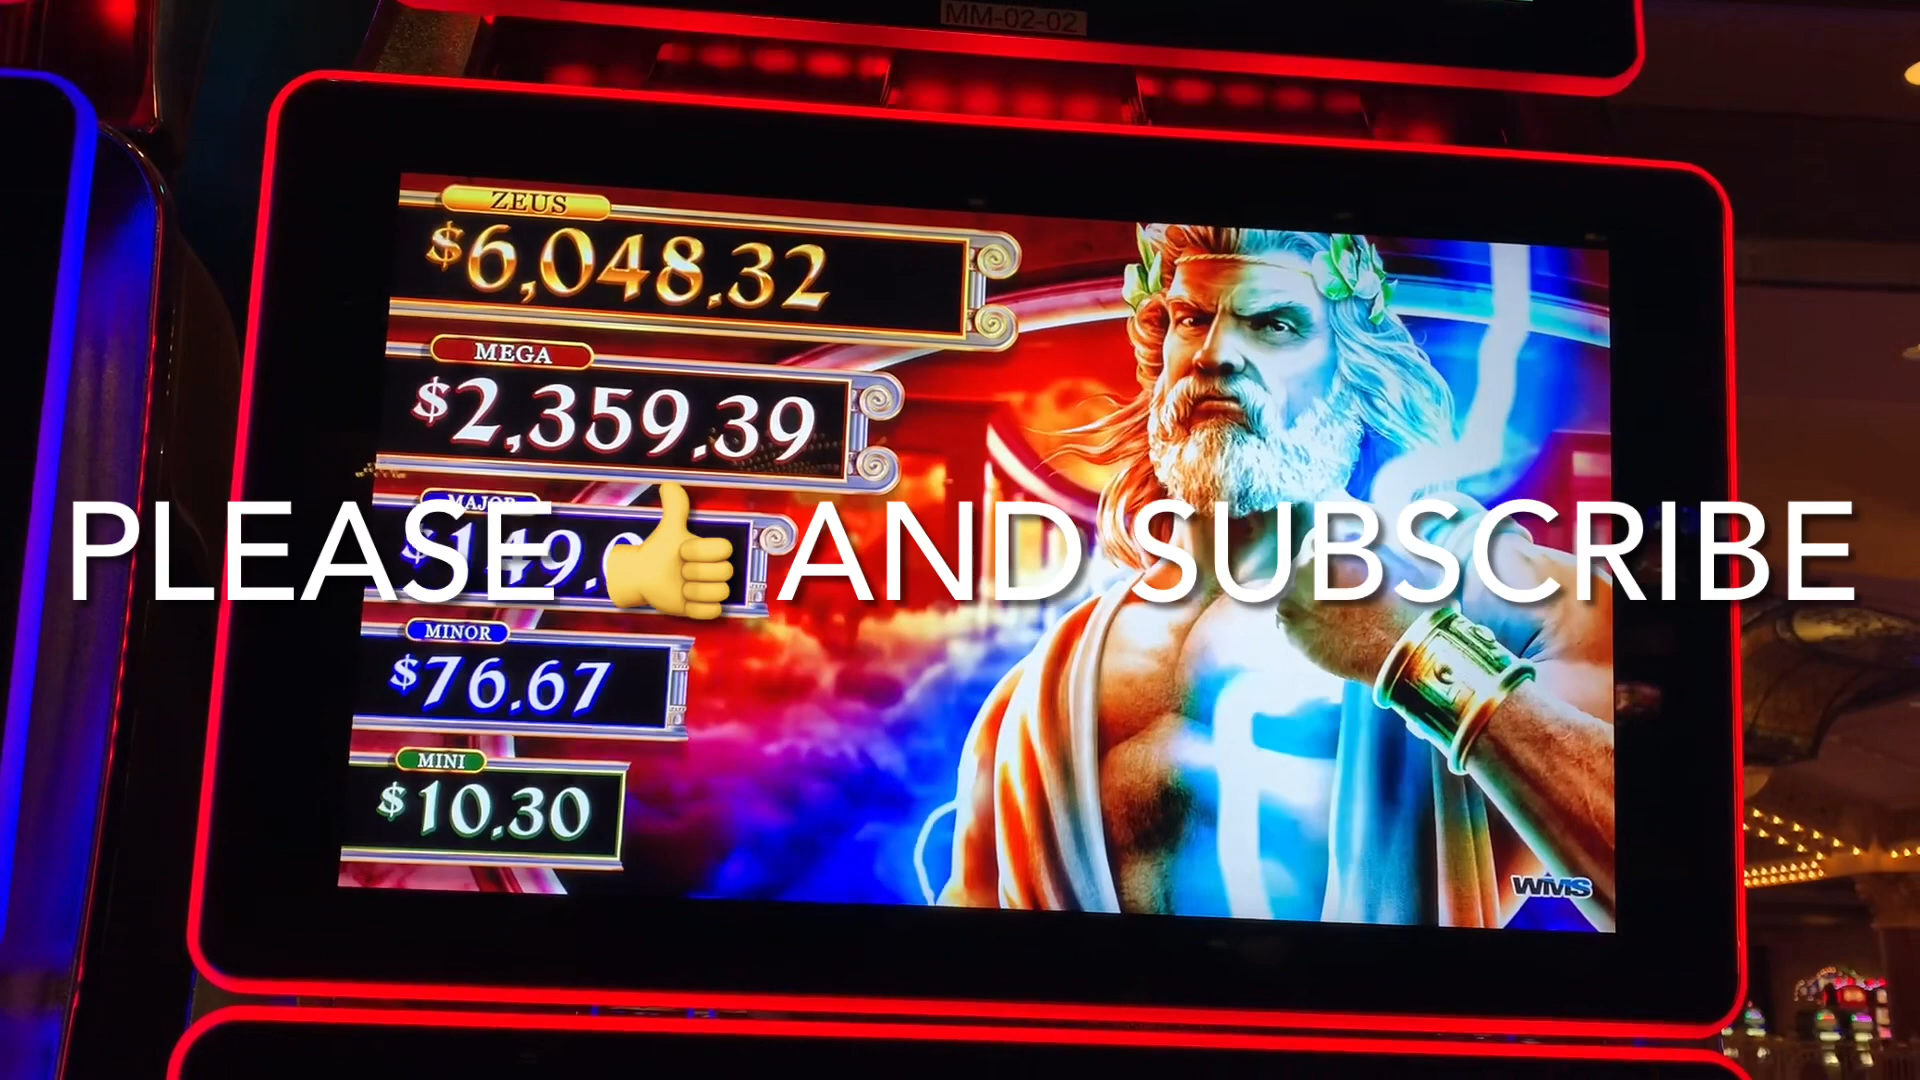 MM-02-02
ZEUS
$6,048.32
MEGA
$2,359.39
MAJOR
PLEASE 👍 AND SUBSCRIBE
MINOR
$76.67
MINI
$10.30
WMS